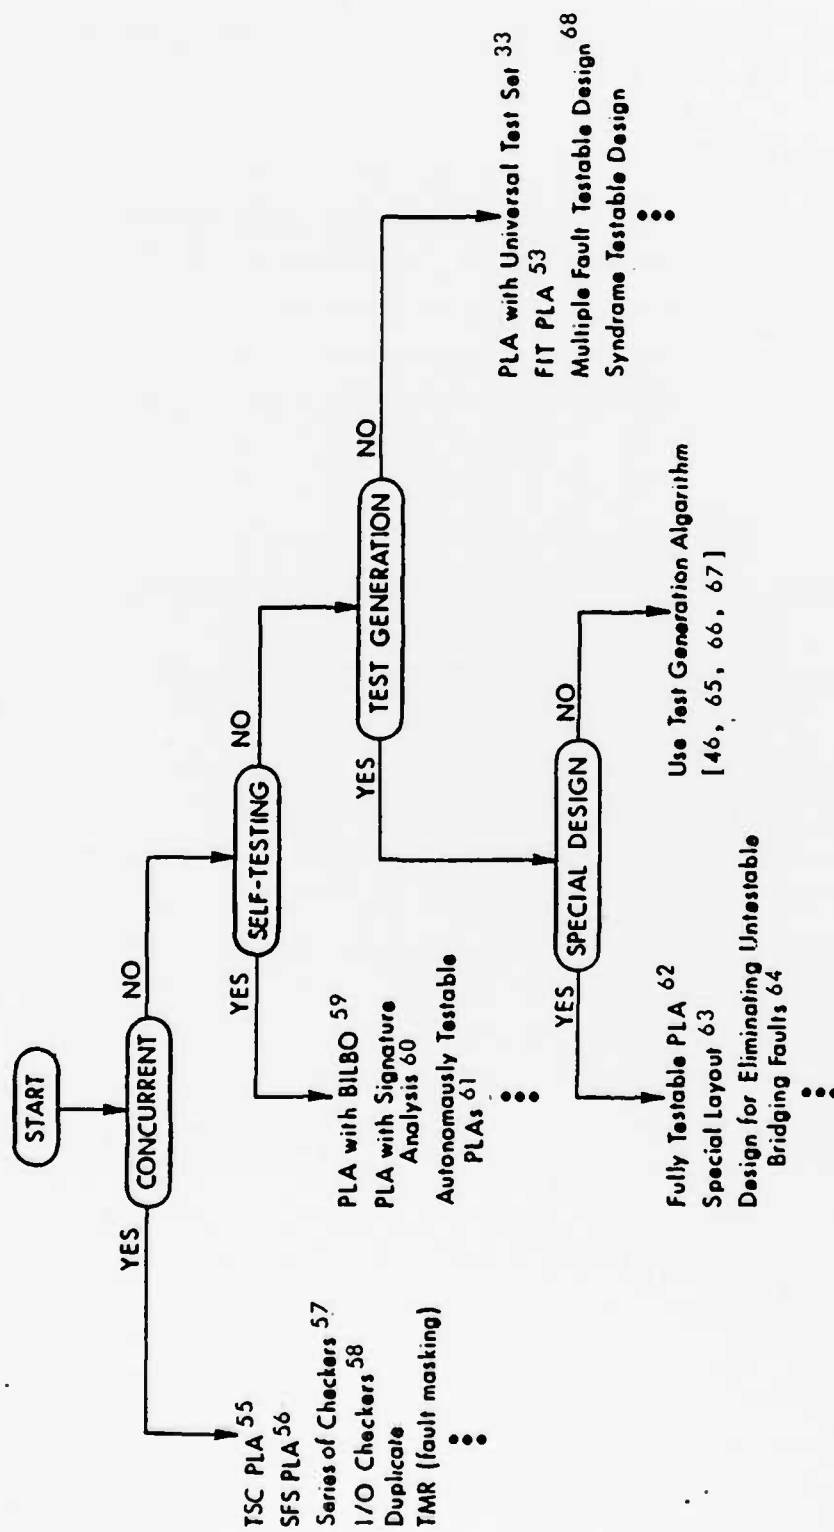 START
CONCURRENT
YES
NO
TSC PLA 55
SFS PLA 56
Series of Checkers 57
I/O Checkers 58
Duplicate
TMR (fault masking)
•••
SELF-TESTING
YES
NO
PLA with BILBO 59
PLA with Signature
Analysis 60
Autonomously Testable
PLAs 61
•••
TEST GENERATION
YES
NO
SPECIAL DESIGN
YES
NO
Fully Testable PLA 62
Special Layout 63
Design for Eliminating Untestable
Bridging Faults 64
•••
Use Test Generation Algorithm
[46, 65, 66, 67]
PLA with Universal Test Set 33
FIT PLA 53
Multiple Fault Testable Design 68
Syndrome Testable Design
•••